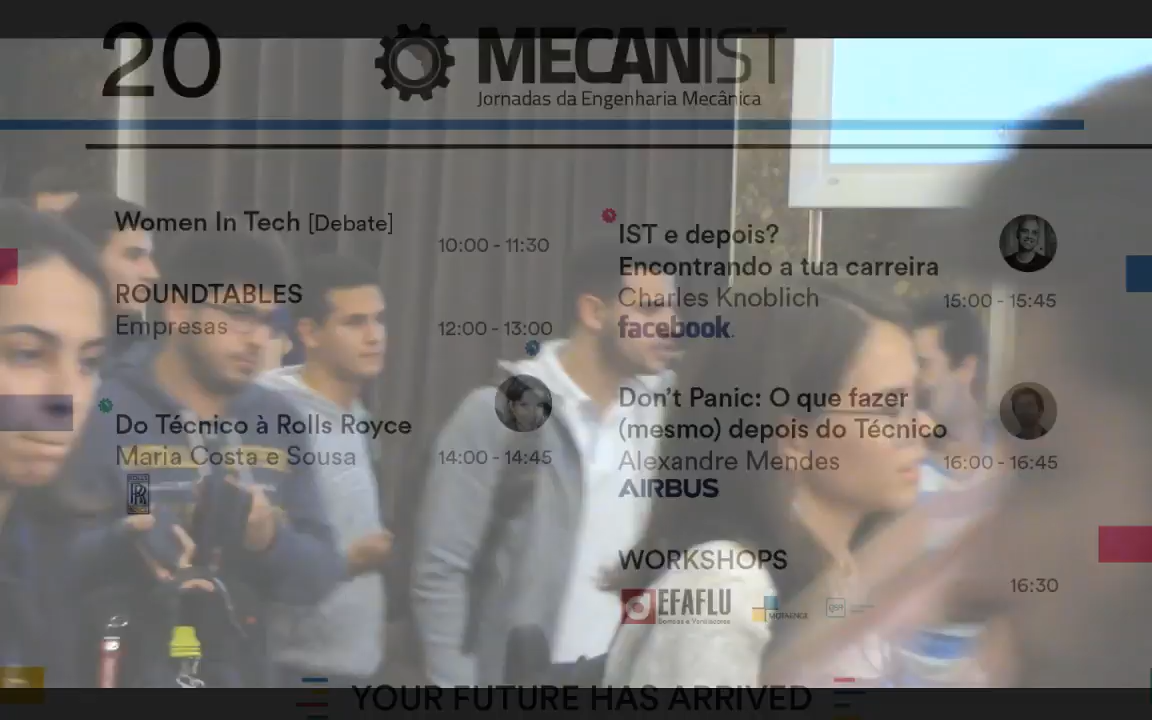 20
MECANIST
Jornadas da Engenharia Mecânica
Women In Tech [Debate]
10:00 - 11:30
ROUNDTABLES
Empresas
12:00 - 13:00
Do Técnico à Rolls Royce
Maria Costa e Sousa
14:00 - 14:45
IST e depois?
Encontrando a tua carreira
Charles Knoblich
15:00 - 15:45
facebook.
Don't Panic: O que fazer
(mesmo) depois do Técnico
Alexandre Mendes
16:00 - 16:45
AIRBUS
WORKSHOPS
16:30
EFAFLU
Bombas e Ventiladores
YOUR FUTURE HAS ARRIVED